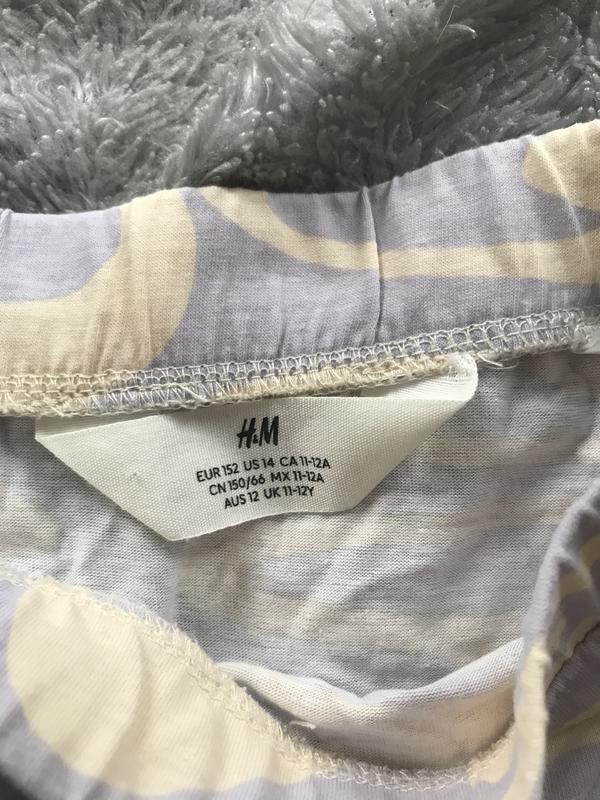 H&M
EUR 152 US 14 CA 11-12A
CN 150/66 MX 11-12A
AUS 12 UK 11-12Y